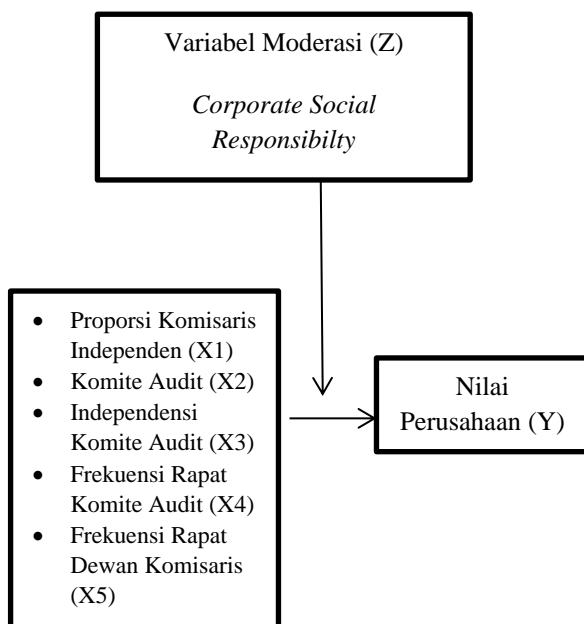 Variabel Moderasi (Z)
Corporate Social
Responsibilty
• Proporsi Komisaris
Independen (X1)
• Komite Audit (X2)
• Independensi
Komite Audit (X3)
• Frekuensi Rapat
Komite Audit (X4)
• Frekuensi Rapat
Dewan Komisaris
(X5)
Nilai
Perusahaan (Y)